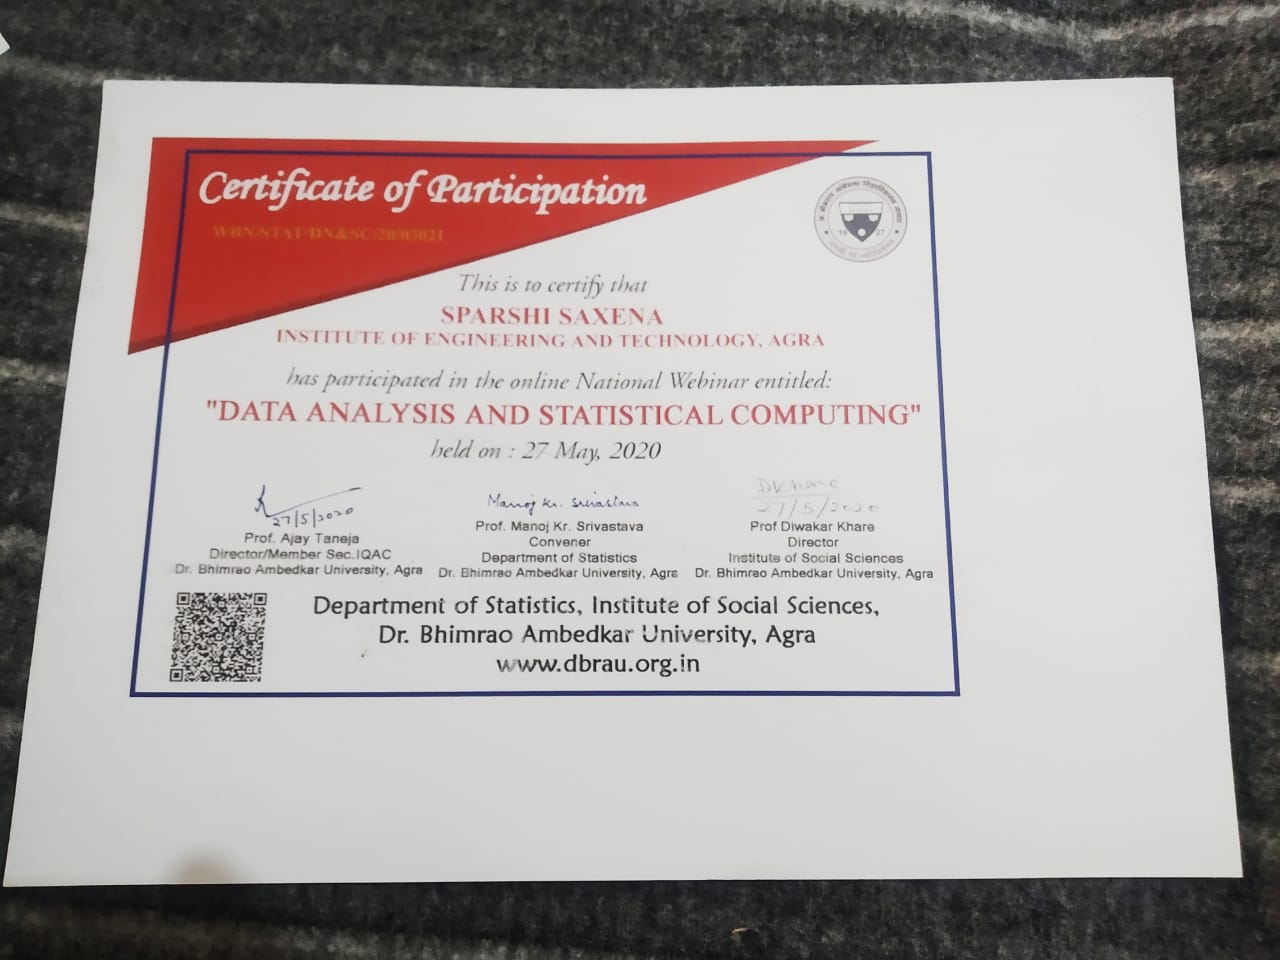 Certificate of Participation
WBN/STAT/DN&SC/20/03021
19 27
This is to certify that
SPARSHI SAXENA
INSTITUTE OF ENGINEERING AND TECHNOLOGY, AGRA
has participated in the online National Webinar entitled:
"DATA ANALYSIS AND STATISTICAL COMPUTING"
held on : 27 May, 2020
27/5/2020
Prof. Ajay Taneja
Director/Member Sec.IQAC
Dr. Bhimrao Ambedkar University, Agra
Manoj Kr. Srivastava
Prof. Manoj Kr. Srivastava
Convener
Department of Statistics
Dr. Bhimrao Ambedkar University, Agra
DVKhare
27/5/2020
Prof Diwakar Khare
Director
Institute of Social Sciences
Dr. Bhimrao Ambedkar University, Agra
Department of Statistics, Institute of Social Sciences,
Dr. Bhimrao Ambedkar University, Agra
www.dbrau.org.in